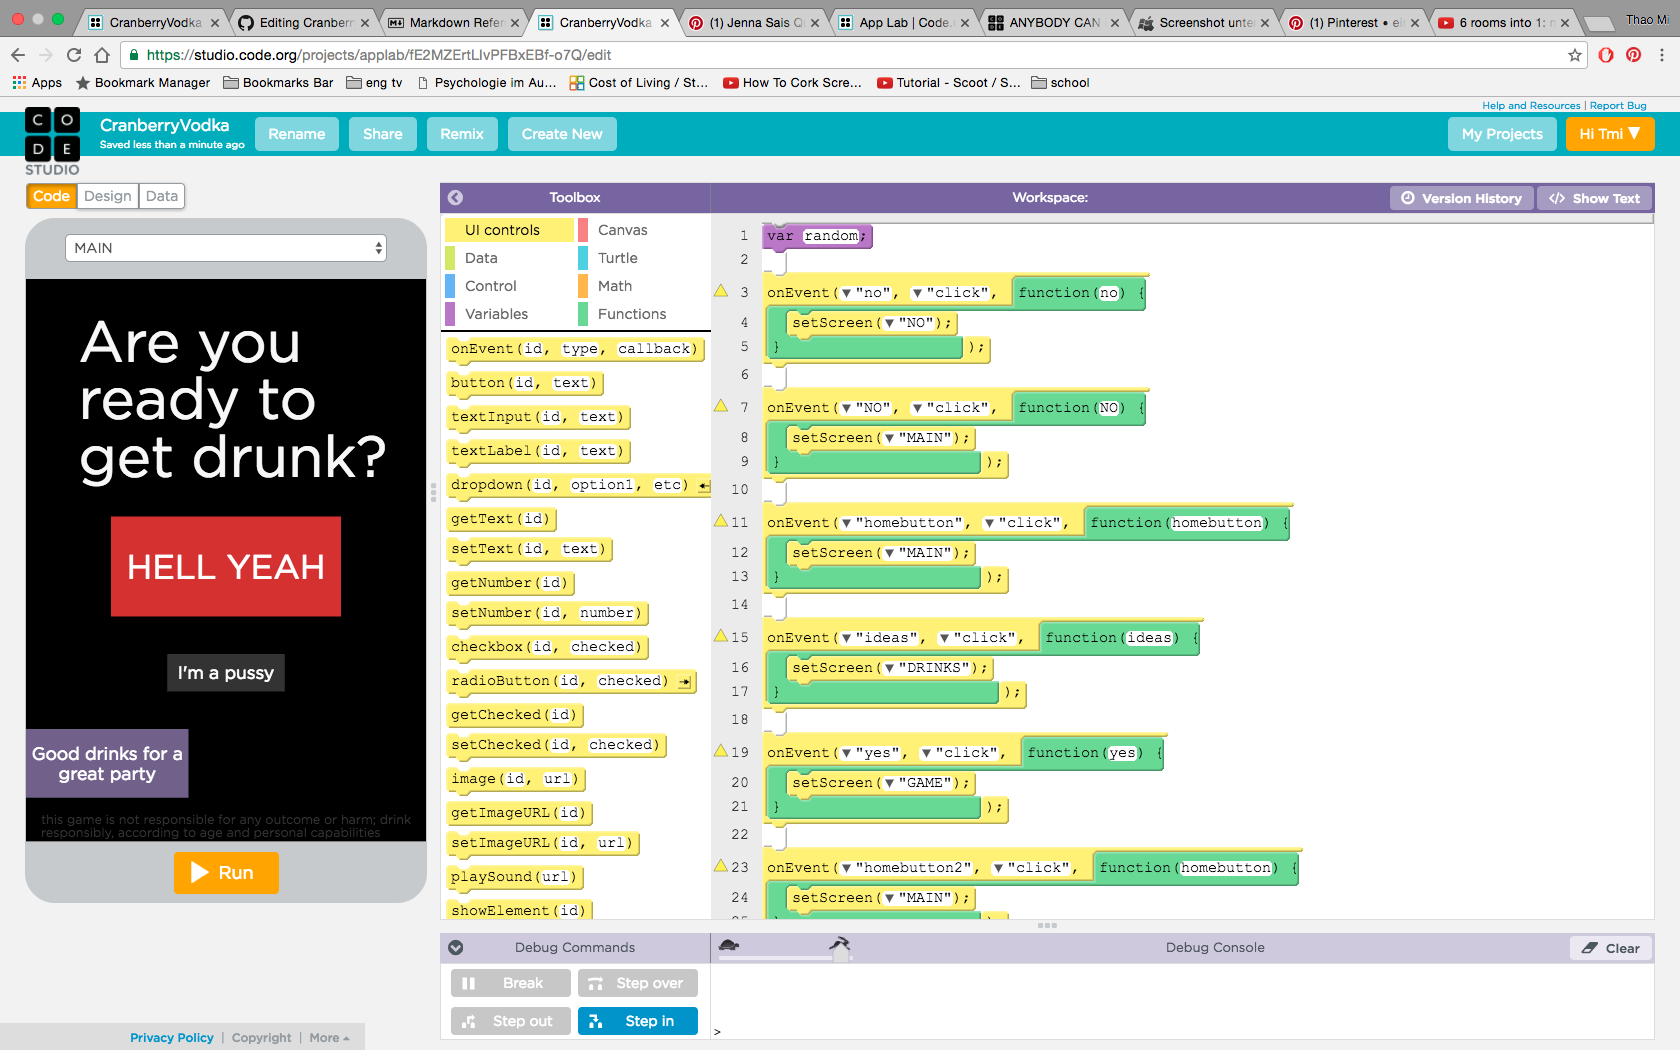 CranberryVodka
Editing Cranber
Markdown Refer
CranberryVodka
(1) Jenna Sais Q
App Lab | Code.
ANYBODY CAN
Screenshot unte
(1) Pinterest • ei
6 rooms into 1: r
Thao Mi
https://studio.code.org/projects/applab/fE2MZErtLIvPFBxEBf-o7Q/edit
Apps
Bookmark Manager
Bookmarks Bar
eng tv
Psychologie im Au...
Cost of Living / St...
How To Cork Scre...
Tutorial - Scoot / S...
school
Help and Resources | Report Bug
CODE
STUDIO
CranberryVodka
Saved less than a minute ago
Rename
Share
Remix
Create New
My Projects
Hi Tmi ▼
Code
Design
Data
Toolbox
Workspace:
Version History
</> Show Text
MAIN
Are you
ready to
get drunk?
HELL YEAH
I'm a pussy
Good drinks for a
great party
this game is not responsible for any outcome or harm; drink
responsibly, according to age and personal capabilities
Run
UI controls
Canvas
Data
Turtle
Control
Math
Variables
Functions
onEvent(id, type, callback)
button(id, text)
textInput(id, text)
textLabel(id, text)
dropdown(id, option1, etc)
getText(id)
setText(id, text)
getNumber(id)
setNumber(id, number)
checkbox(id, checked)
radioButton(id, checked)
getChecked(id)
setChecked(id, checked)
image(id, url)
getImageURL(id)
setImageURL(id, url)
playSound(url)
showElement(id)
1 var random;
2
3 onEvent(▼"no", ▼"click", function(no) {
4 setScreen(▼"NO");
5 } );
6
7 onEvent(▼"NO", ▼"click", function(NO) {
8 setScreen(▼"MAIN");
9 } );
10
11 onEvent(▼"homebutton", ▼"click", function(homebutton) {
12 setScreen(▼"MAIN");
13 } );
14
15 onEvent(▼"ideas", ▼"click", function(ideas) {
16 setScreen(▼"DRINKS");
17 } );
18
19 onEvent(▼"yes", ▼"click", function(yes) {
20 setScreen(▼"GAME");
21 } );
22
23 onEvent(▼"homebutton2", ▼"click", function(homebutton) {
24 setScreen(▼"MAIN");
Debug Commands
Debug Console
Clear
Break
Step over
Step out
Step in
>
Privacy Policy | Copyright | More